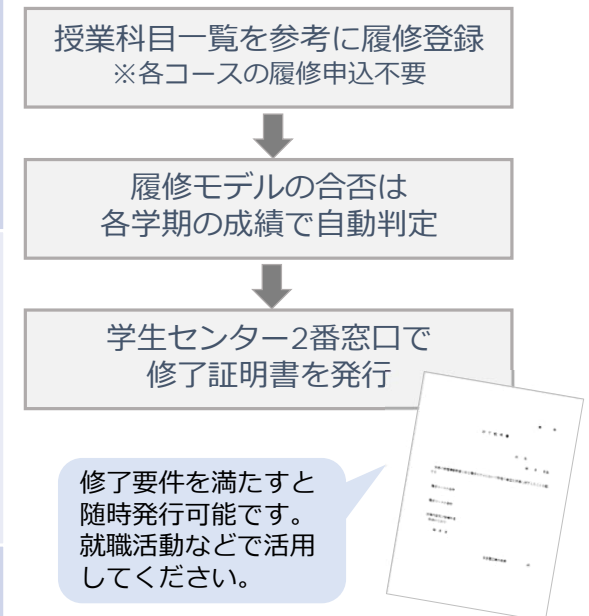 授業科目一覧を参考に履修登録
※各コースの履修申込不要
履修モデルの合否は
各学期の成績で自動判定
学生センター2番窓口で
修了証明書を発行
修了要件を満たすと
随時発行可能です。
就職活動などで活用
してください。